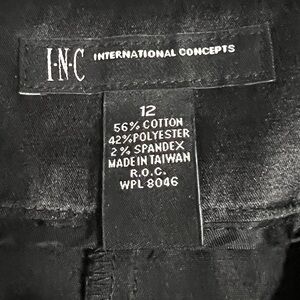 I·N·C INTERNATIONAL CONCEPTS
12
56% COTTON
42% POLYESTER
2% SPANDEX
MADE IN TAIWAN
R.O.C.
WPL 8046